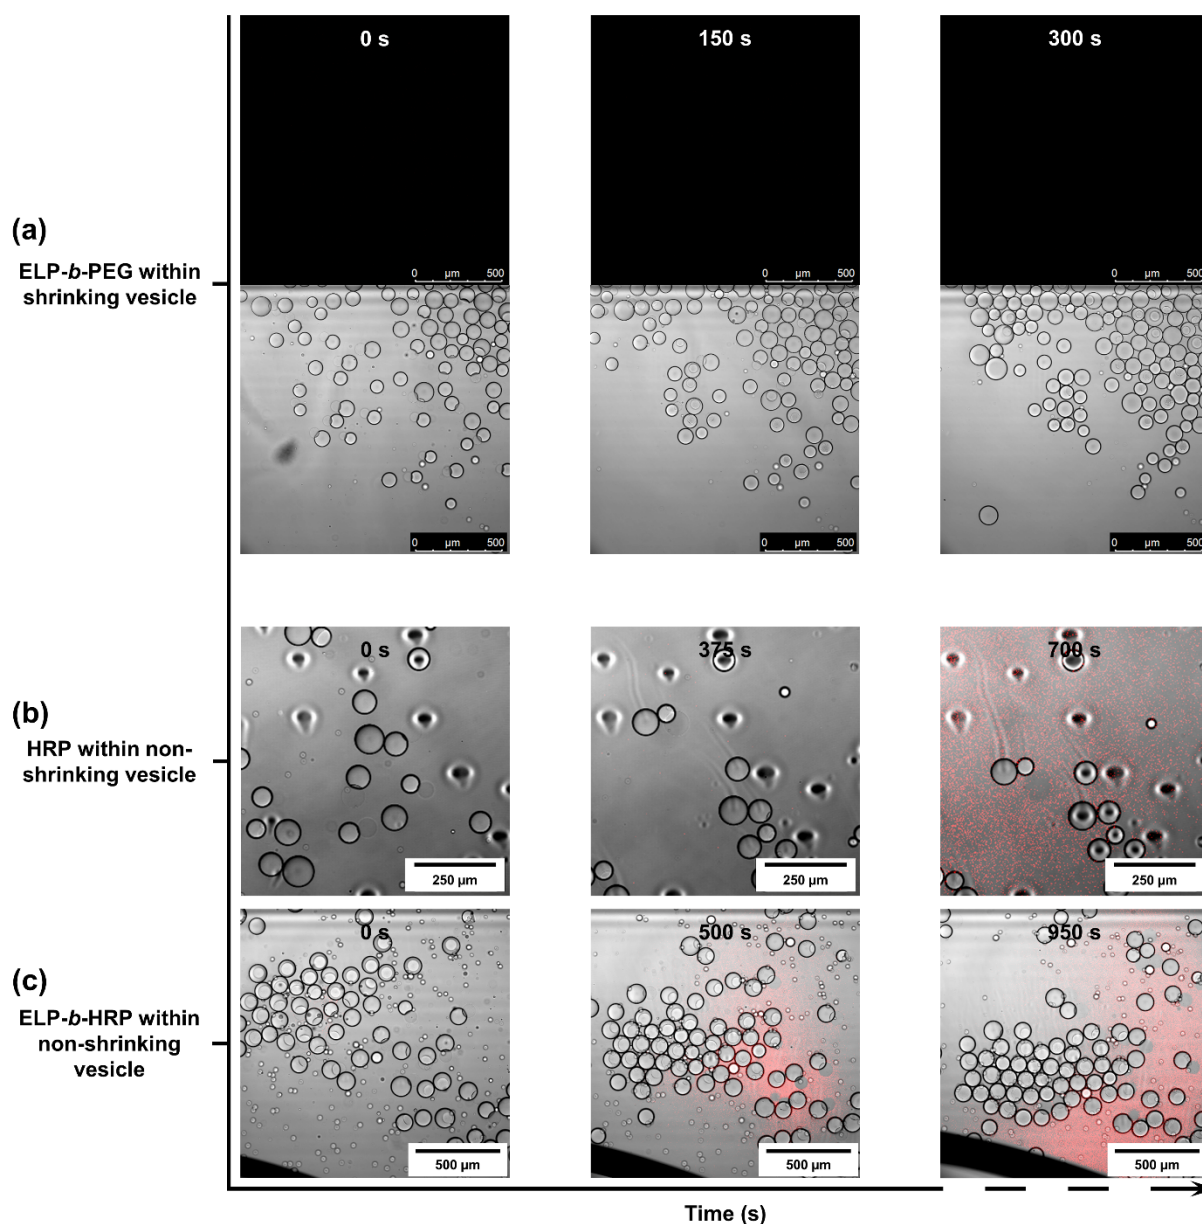 0 s
150 s
300 s
0 µm 500
0 µm 500
0 µm 500
(a)
ELP-b-PEG within
shrinking vesicle
0 µm 500
0 µm 500
0 µm 500
0 s
375 s
700 s
(b)
HRP within non-
shrinking vesicle
250 µm
250 µm
250 µm
0 s
500 s
950 s
(c)
ELP-b-HRP within
non-shrinking
vesicle
500 µm
500 µm
500 µm
Time (s)